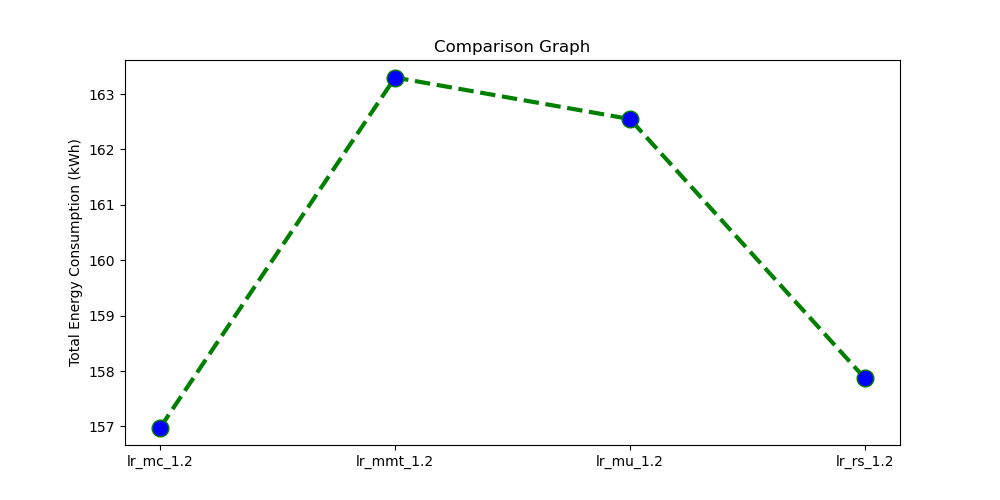 Comparison Graph
Total Energy Consumption (kWh)
163
162
161
160
159
158
157
lr_mc_1.2
lr_mmt_1.2
lr_mu_1.2
lr_rs_1.2